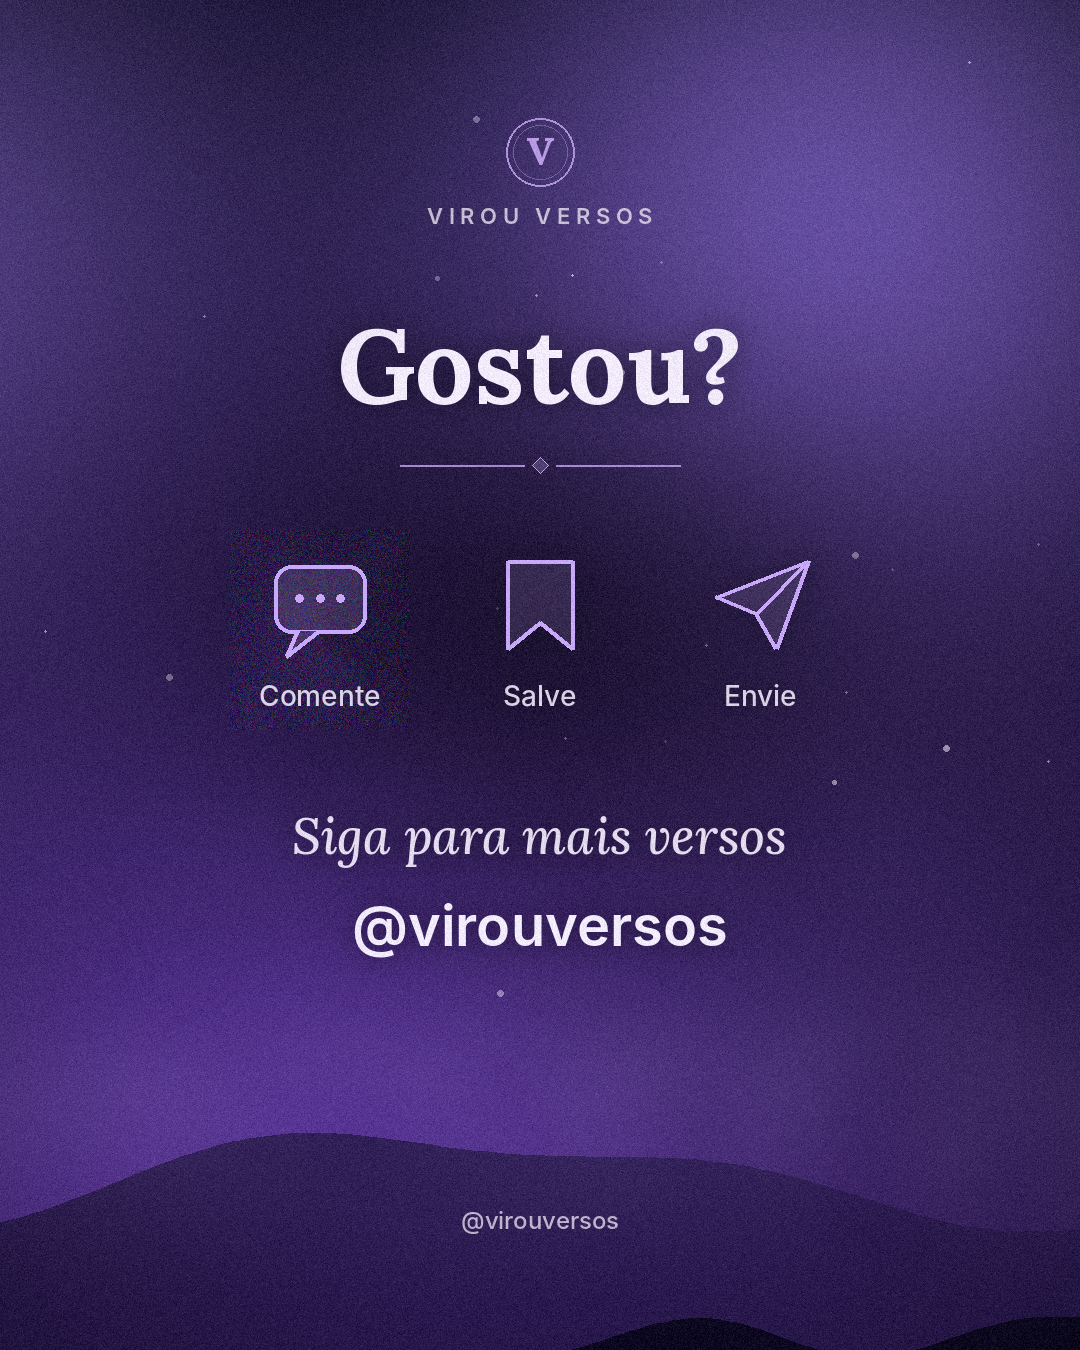 V
VIROU VERSOS
Gostou?
Comente Salve Envie
Siga para mais versos
@virouversos
@virouversos